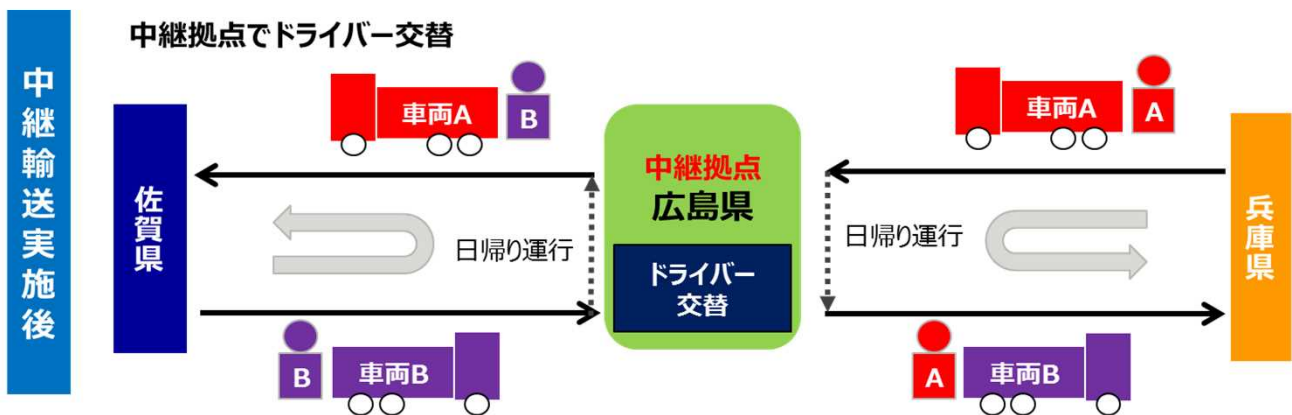 中継輸送実施後
中継拠点でドライバー交替
佐賀県
車両A
B
日帰り運行
B
車両B
中継拠点
広島県
ドライバー
交替
車両A
A
日帰り運行
A
車両B
兵庫県